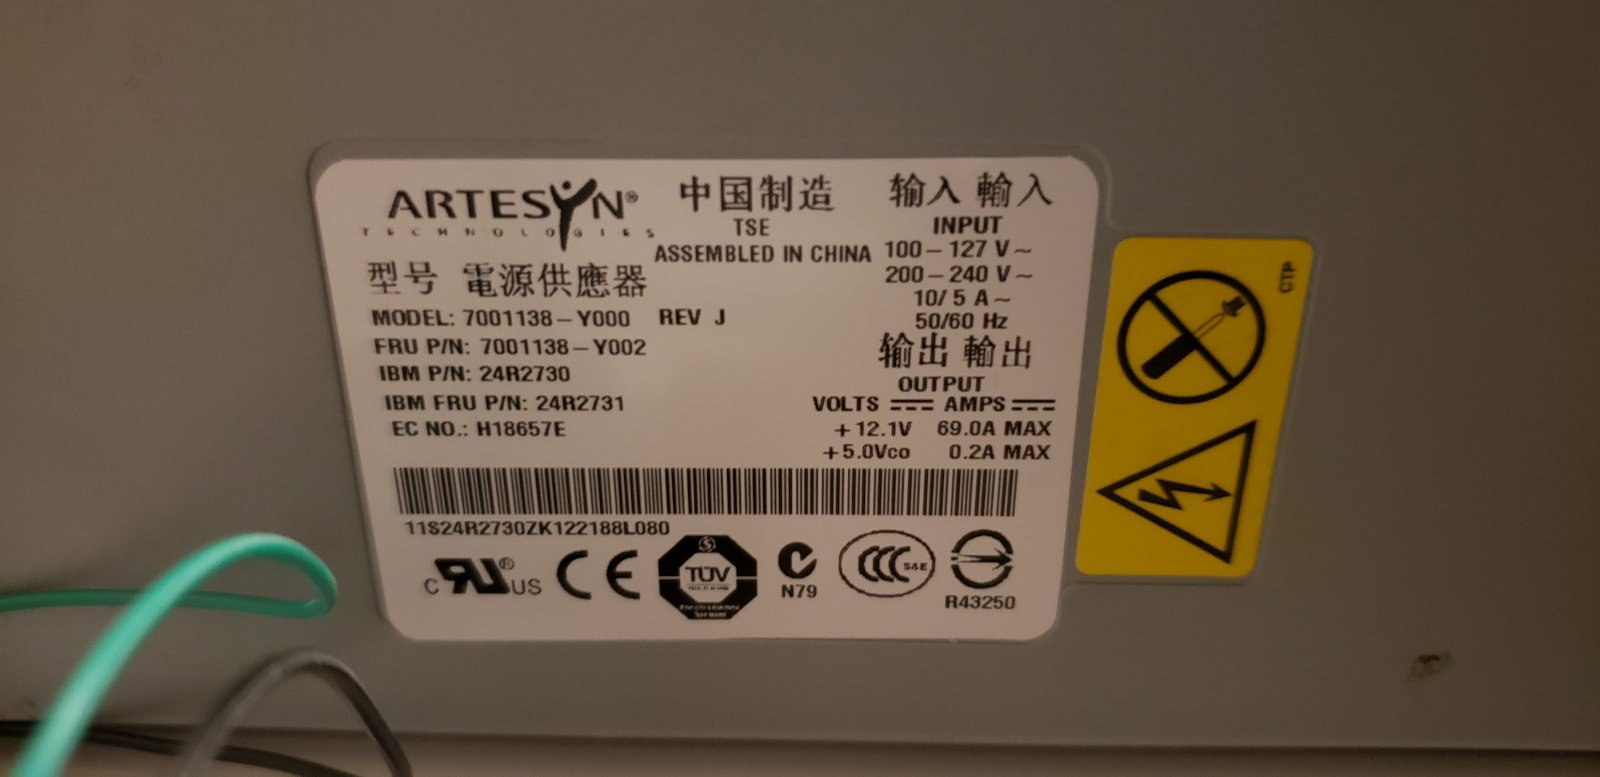 ARTESYN®
TECHNOLOGIES
中国制造
TSE
ASSEMBLED IN CHINA
型号 電源供應器
MODEL: 7001138-Y000 REV J
FRU P/N: 7001138-Y002
IBM P/N: 24R2730
IBM FRU P/N: 24R2731
EC NO.: H18657E
输入 輸入
INPUT
100-127 V~
200-240 V~
10/ 5 A~
50/60 Hz
输出 輸出
OUTPUT
VOLTS AMPS
+12.1V 69.0A MAX
+5.0Vco 0.2A MAX
11S24R2730ZK122188L080
C RU® US
CE
S
TÜV
N79
CCC S&E
R43250
CTP